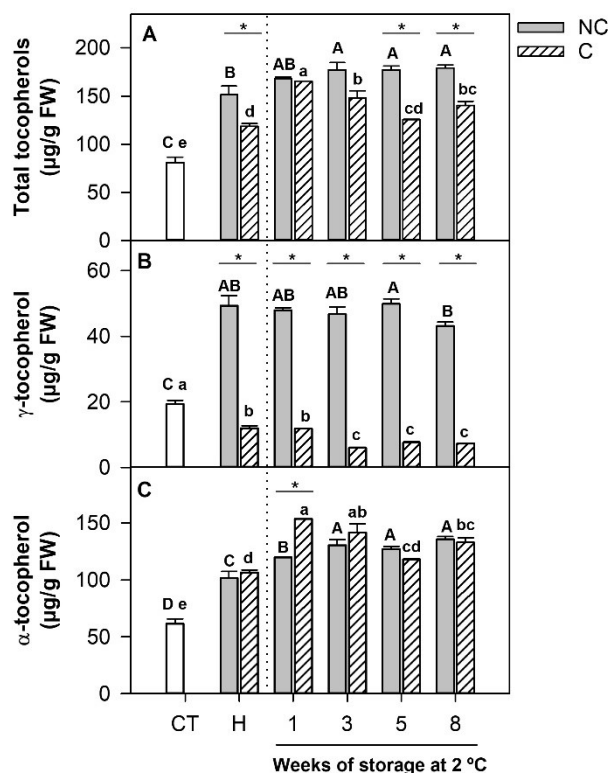 NC
C
Total tocopherols
(µg/g FW)
200
150
100
50
0
A
*
*
*
C e
B
d
AB
a
A
b
A
cd
A
bc
γ-tocopherol
(µg/g FW)
60
40
20
0
B
*
*
*
*
*
C a
AB
b
AB
b
AB
c
A
c
B
c
α-tocopherol
(µg/g FW)
150
100
50
0
C
*
D e
C
d
B
a
A
ab
A
cd
A
bc
CT
H
1
3
5
8
Weeks of storage at 2 ºC